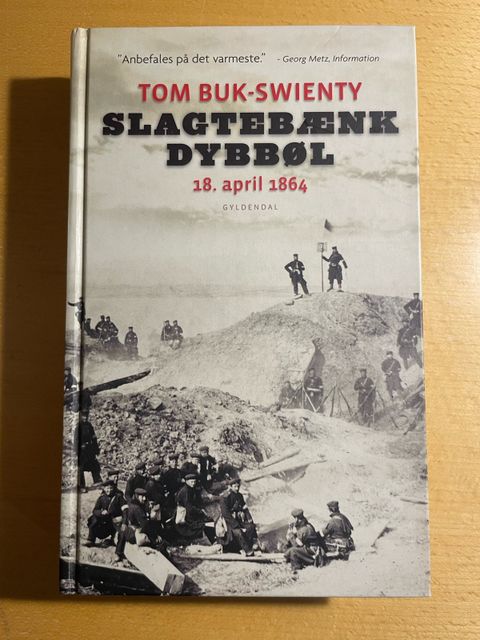 "Anbefales på det varmeste." - Georg Metz, Information
TOM BUK-SWIENTY
SLAGTEBÆNK
DYBBØL
18. april 1864
GYLDENDAL